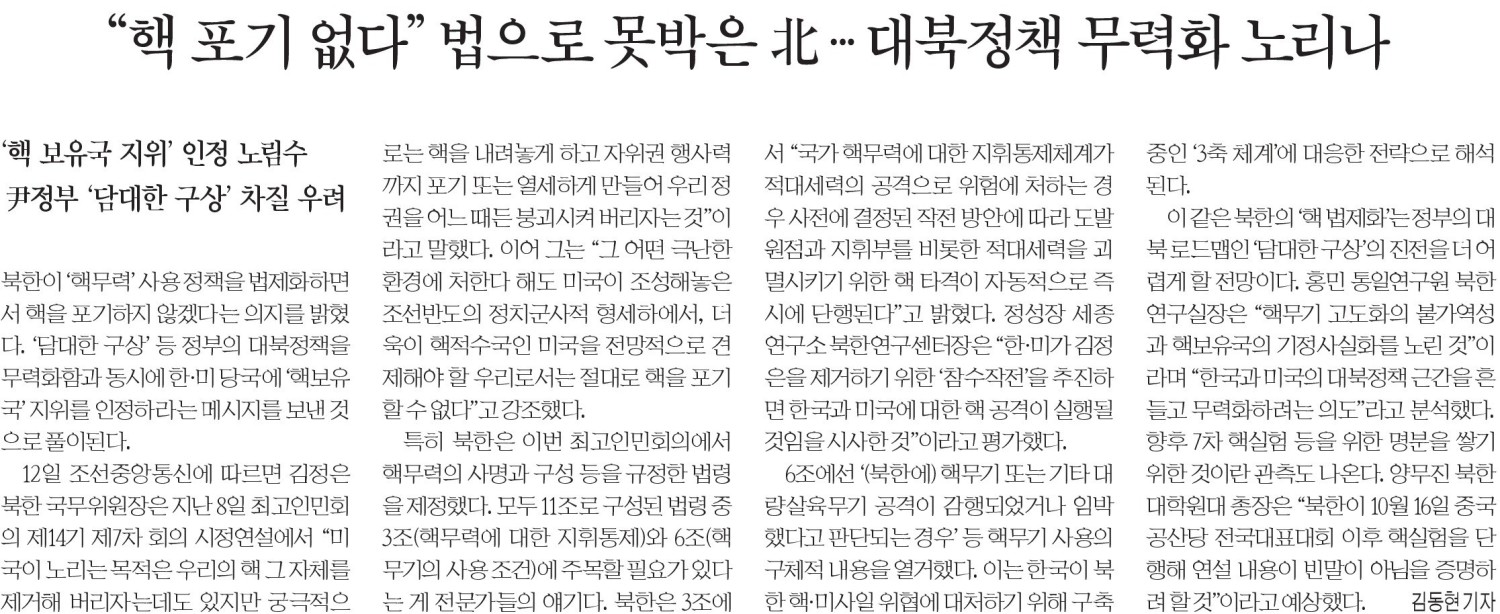 “핵 포기 없다” 법으로 못박은 北… 대북정책 무력화 노리나
‘핵 보유국 지위’ 인정 노림수
尹정부 ‘담대한 구상’ 차질 우려
북한이 ‘핵무력’ 사용 정책을 법제화하면
서 핵을 포기하지 않겠다는 의지를 밝혔
다. ‘담대한 구상’ 등 정부의 대북정책을
무력화함과 동시에 한·미 당국에 ‘핵보유
국’ 지위를 인정하라는 메시지를 보낸 것
으로 풀이된다.
12일 조선중앙통신에 따르면 김정은
북한 국무위원장은 지난 8일 최고인민회
의 제14기 제7차 회의 시정연설에서 “미
국이 노리는 목적은 우리의 핵 그 자체를
제거해 버리자는데도 있지만 궁극적으
로는 핵을 내려놓게 하고 자위권 행사력
까지 포기 또는 열세하게 만들어 우리 정
권을 어느 때든 붕괴시켜 버리자는 것”이
라고 말했다. 이어 그는 “그 어떤 극난한
환경에 처한다 해도 미국이 조성해놓은
조선반도의 정치군사적 형세하에서, 더
욱이 핵적수국인 미국을 전망적으로 견
제해야 할 우리로서는 절대로 핵을 포기
할 수 없다”고 강조했다.
특히 북한은 이번 최고인민회의에서
핵무력의 사명과 구성 등을 규정한 법령
을 제정했다. 모두 11조로 구성된 법령 중
3조(핵무력에 대한 지휘통제)와 6조(핵
무기의 사용 조건)에 주목할 필요가 있다
는 게 전문가들의 얘기다. 북한은 3조에
서 “국가 핵무력에 대한 지휘통제체계가
적대세력의 공격으로 위험에 처하는 경
우 사전에 결정된 작전 방안에 따라 도발
원점과 지휘부를 비롯한 적대세력을 괴
멸시키기 위한 핵 타격이 자동적으로 즉
시에 단행된다”고 밝혔다. 정성장 세종
연구소 북한연구센터장은 “한·미가 김정
은을 제거하기 위한 ‘참수작전’을 추진하
면 한국과 미국에 대한 핵 공격이 실행될
것임을 시사한 것”이라고 평가했다.
6조에선 ‘(북한에) 핵무기 또는 기타 대
량살육무기 공격이 감행되었거나 임박
했다고 판단되는 경우’ 등 핵무기 사용의
구체적 내용을 열거했다. 이는 한국이 북
한 핵·미사일 위협에 대처하기 위해 구축
중인 ‘3축 체계’에 대응한 전략으로 해석
된다.
이 같은 북한의 ‘핵 법제화’는 정부의 대
북 로드맵인 ‘담대한 구상’의 진전을 더 어
렵게 할 전망이다. 홍민 통일연구원 북한
연구실장은 “핵무기 고도화의 불가역성
과 핵보유국의 기정사실화를 노린 것”이
라며 “한국과 미국의 대북정책 근간을 흔
들고 무력화하려는 의도”라고 분석했다.
향후 7차 핵실험 등을 위한 명분을 쌓기
위한 것이란 관측도 나온다. 양무진 북한
대학원대 총장은 “북한이 10월 16일 중국
공산당 전국대표대회 이후 핵실험을 단
행해 연설 내용이 빈말이 아님을 증명하
려 할 것”이라고 예상했다. 김동현 기자